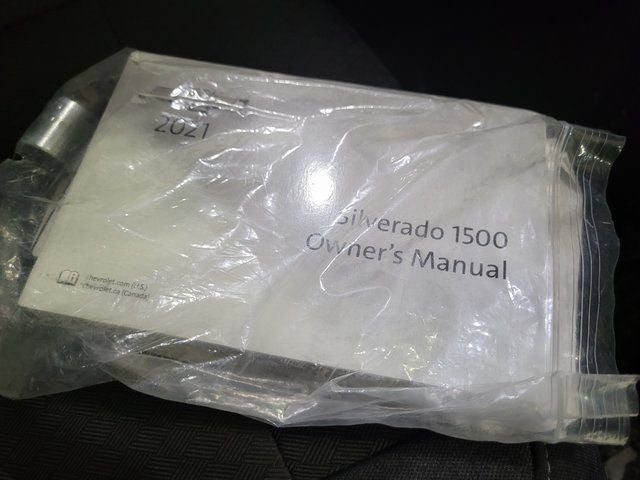 2021
Silverado 1500
Owner's Manual
chevrolet.com (U.S.)
chevrolet.ca (Canada)